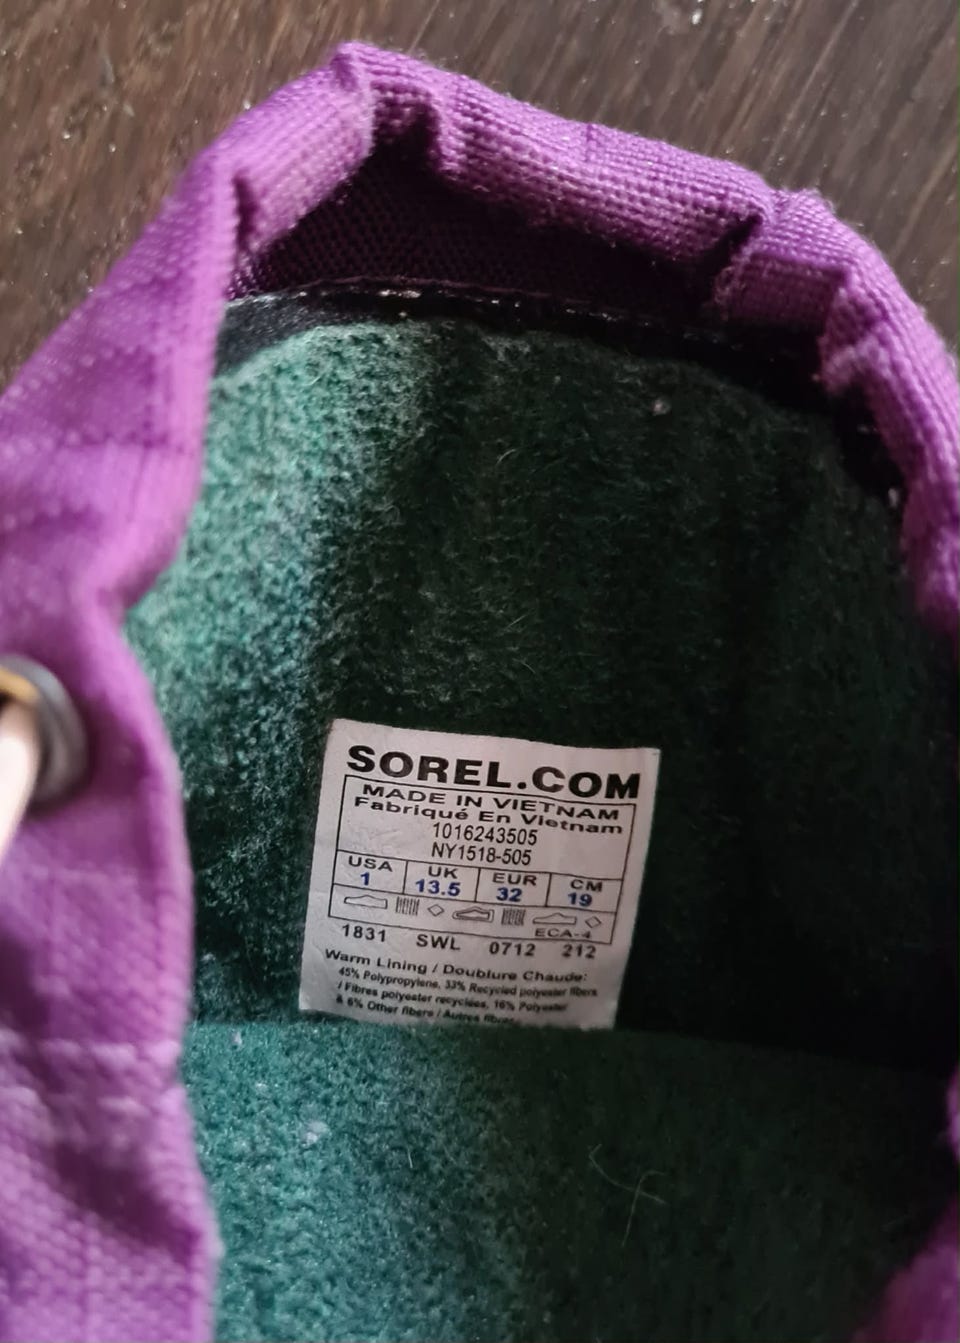 SOREL.COM
MADE IN VIETNAM
Fabriqué En Vietnam
1016243505
NY1518-505
USA UK EUR CM
1 13.5 32 19
ECA-4
1831 SWL 0712 212
Warm Lining / Doublure Chaude:
45% Polypropylene, 33% Recycled polyester fibers
/ Fibres polyester recyclées, 16% Polyester
& 6% Other fibers / Autres fibres